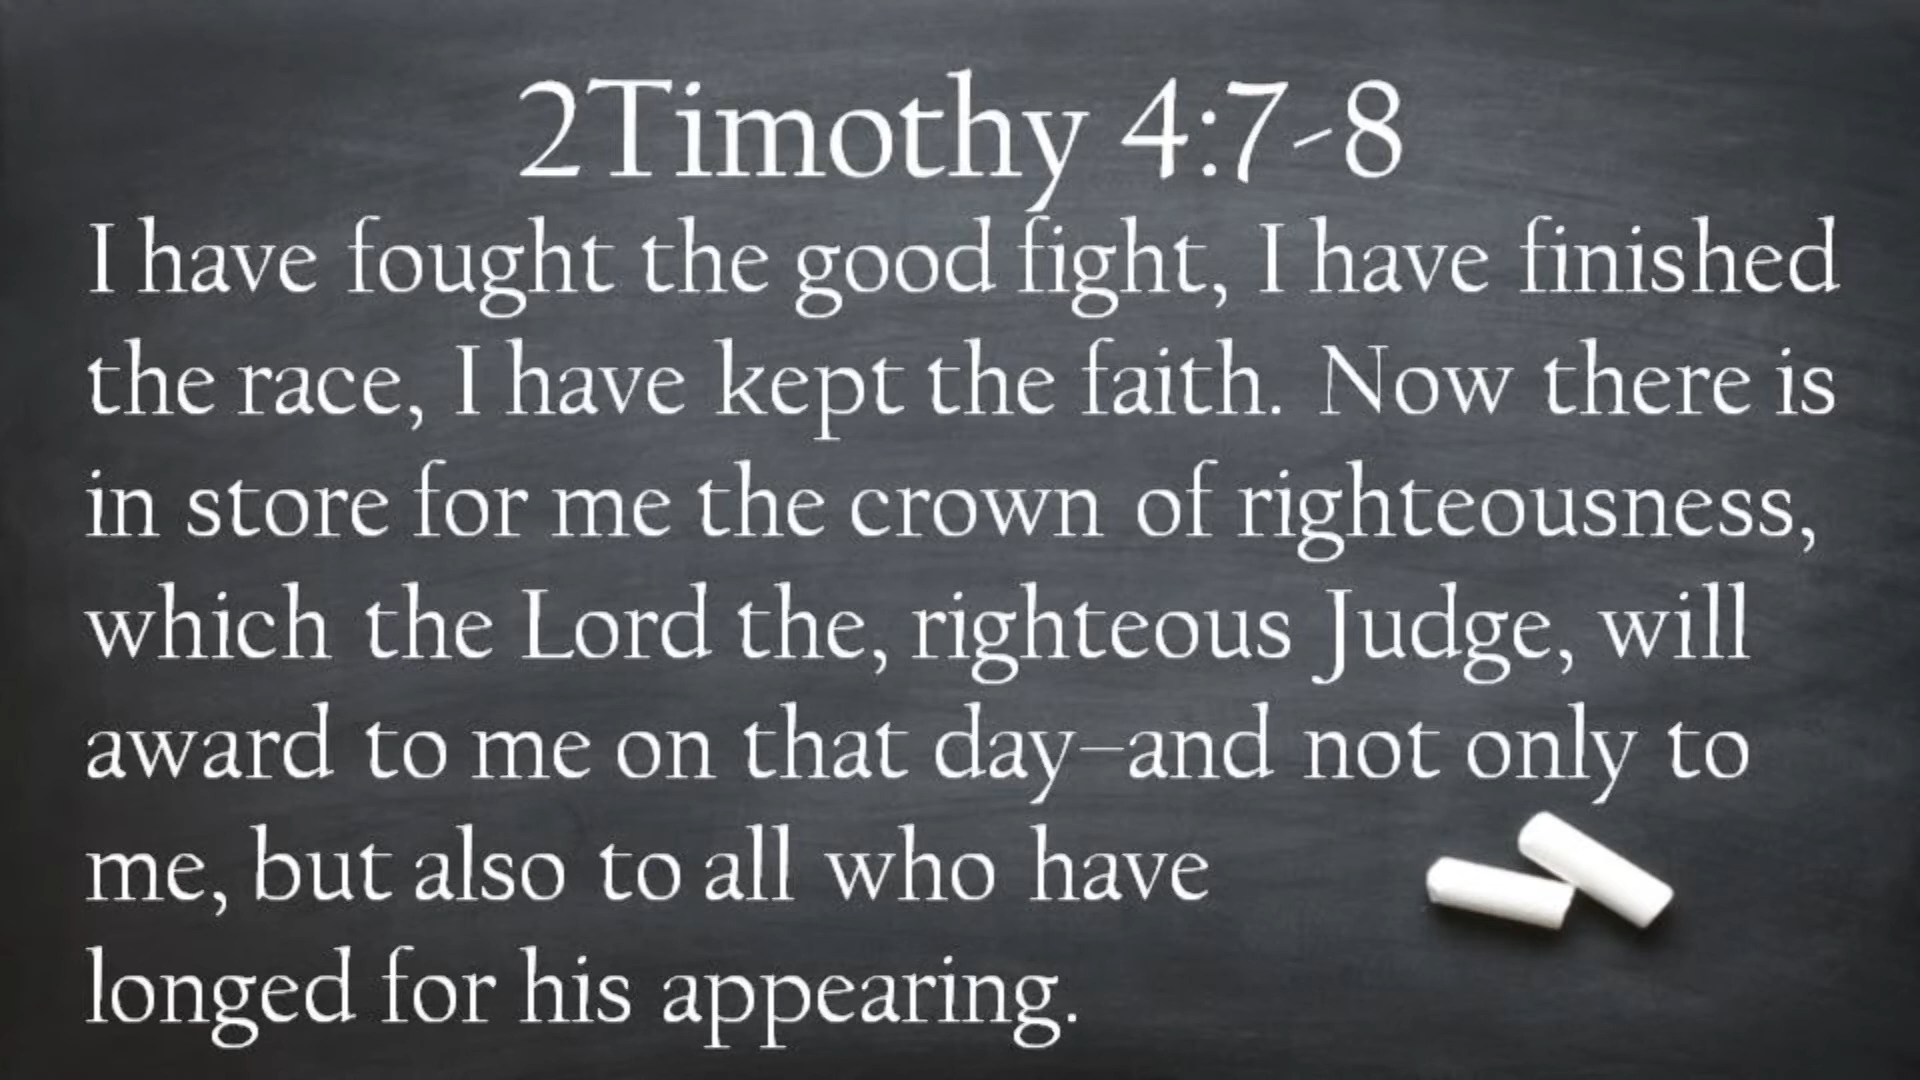 2Timothy 4:7-8
I have fought the good fight, I have finished
the race, I have kept the faith. Now there is
in store for me the crown of righteousness,
which the Lord the, righteous Judge, will
award to me on that day–and not only to
me, but also to all who have
longed for his appearing.